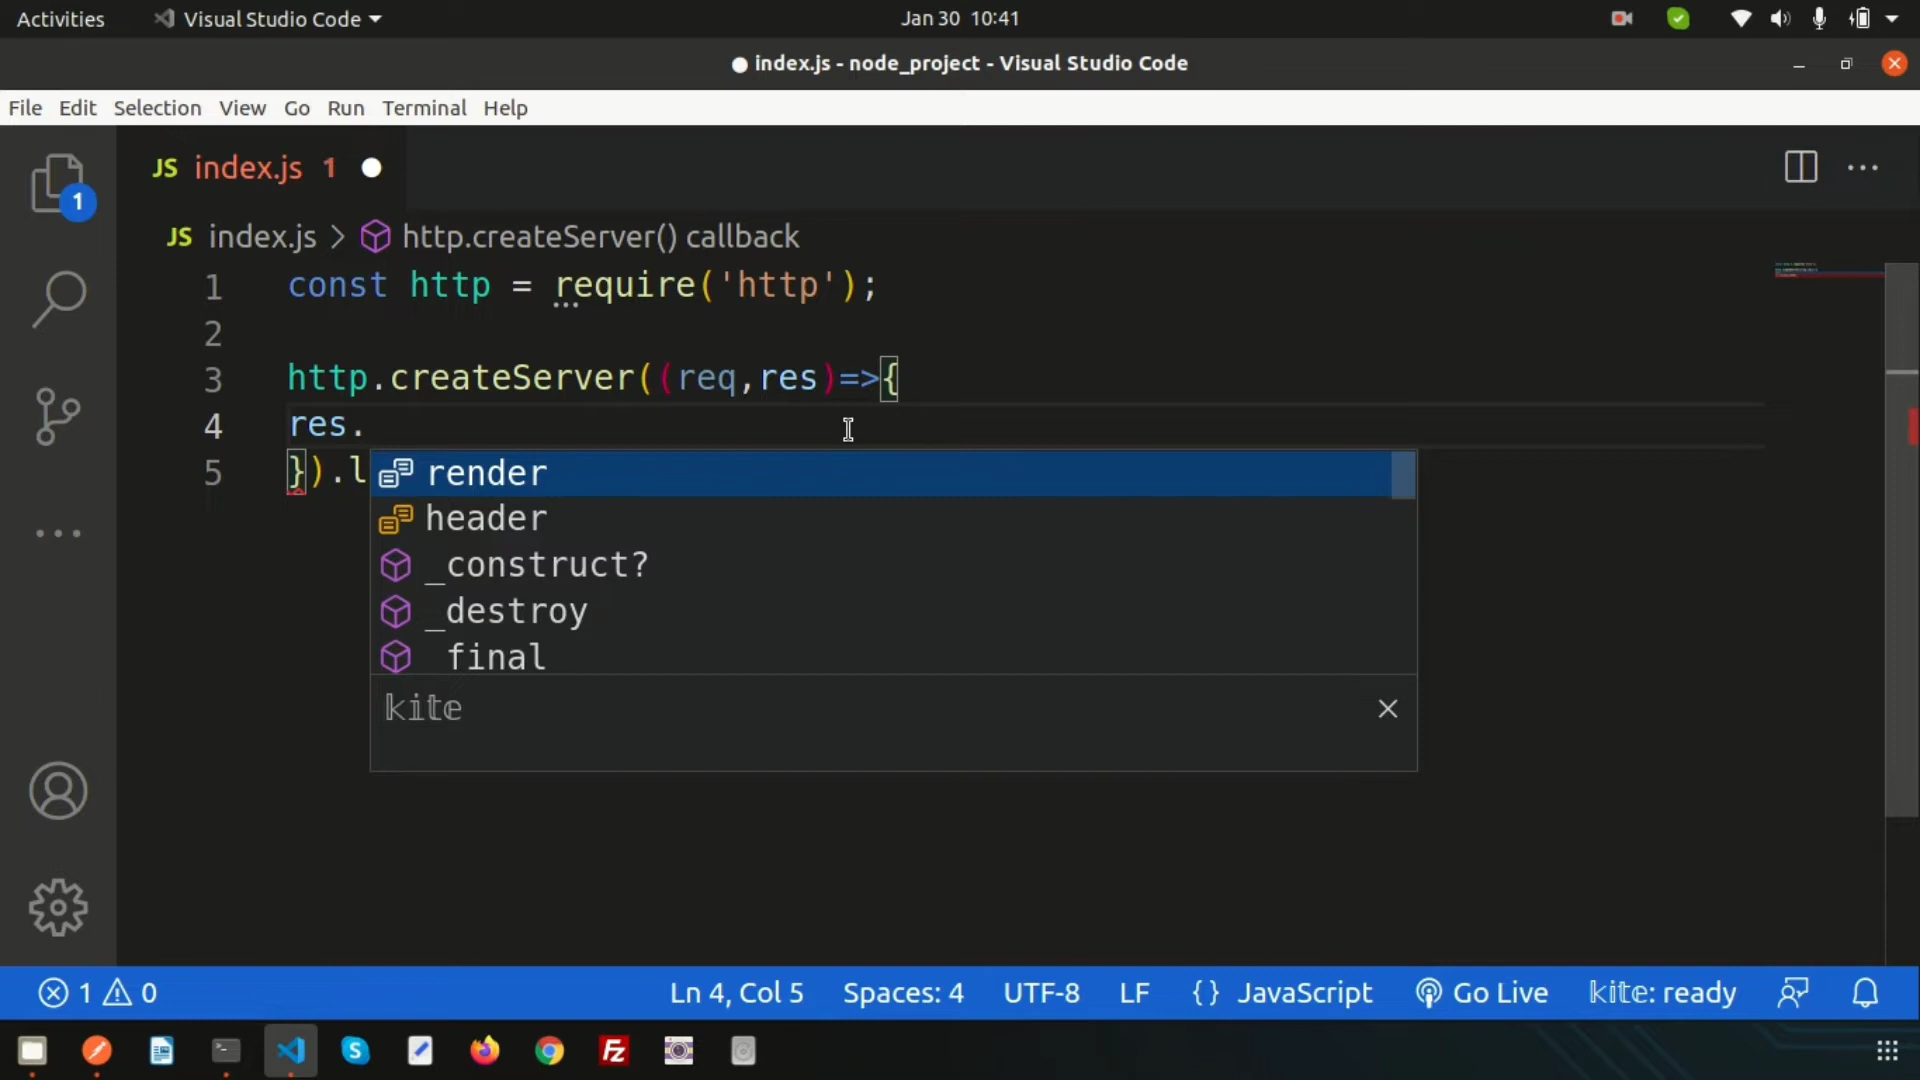 Activities Visual Studio Code Jan 30 10:41
index.js - node_project - Visual Studio Code
File Edit Selection View Go Run Terminal Help
JS index.js 1
1
JS index.js > http.createServer() callback
1 const http = require('http');
2
3 http.createServer((req,res)=>{
4 res.
5 }).l
render
header
_construct?
_destroy
_final
kite
1 0 Ln 4, Col 5 Spaces: 4 UTF-8 LF {} JavaScript Go Live kite: ready